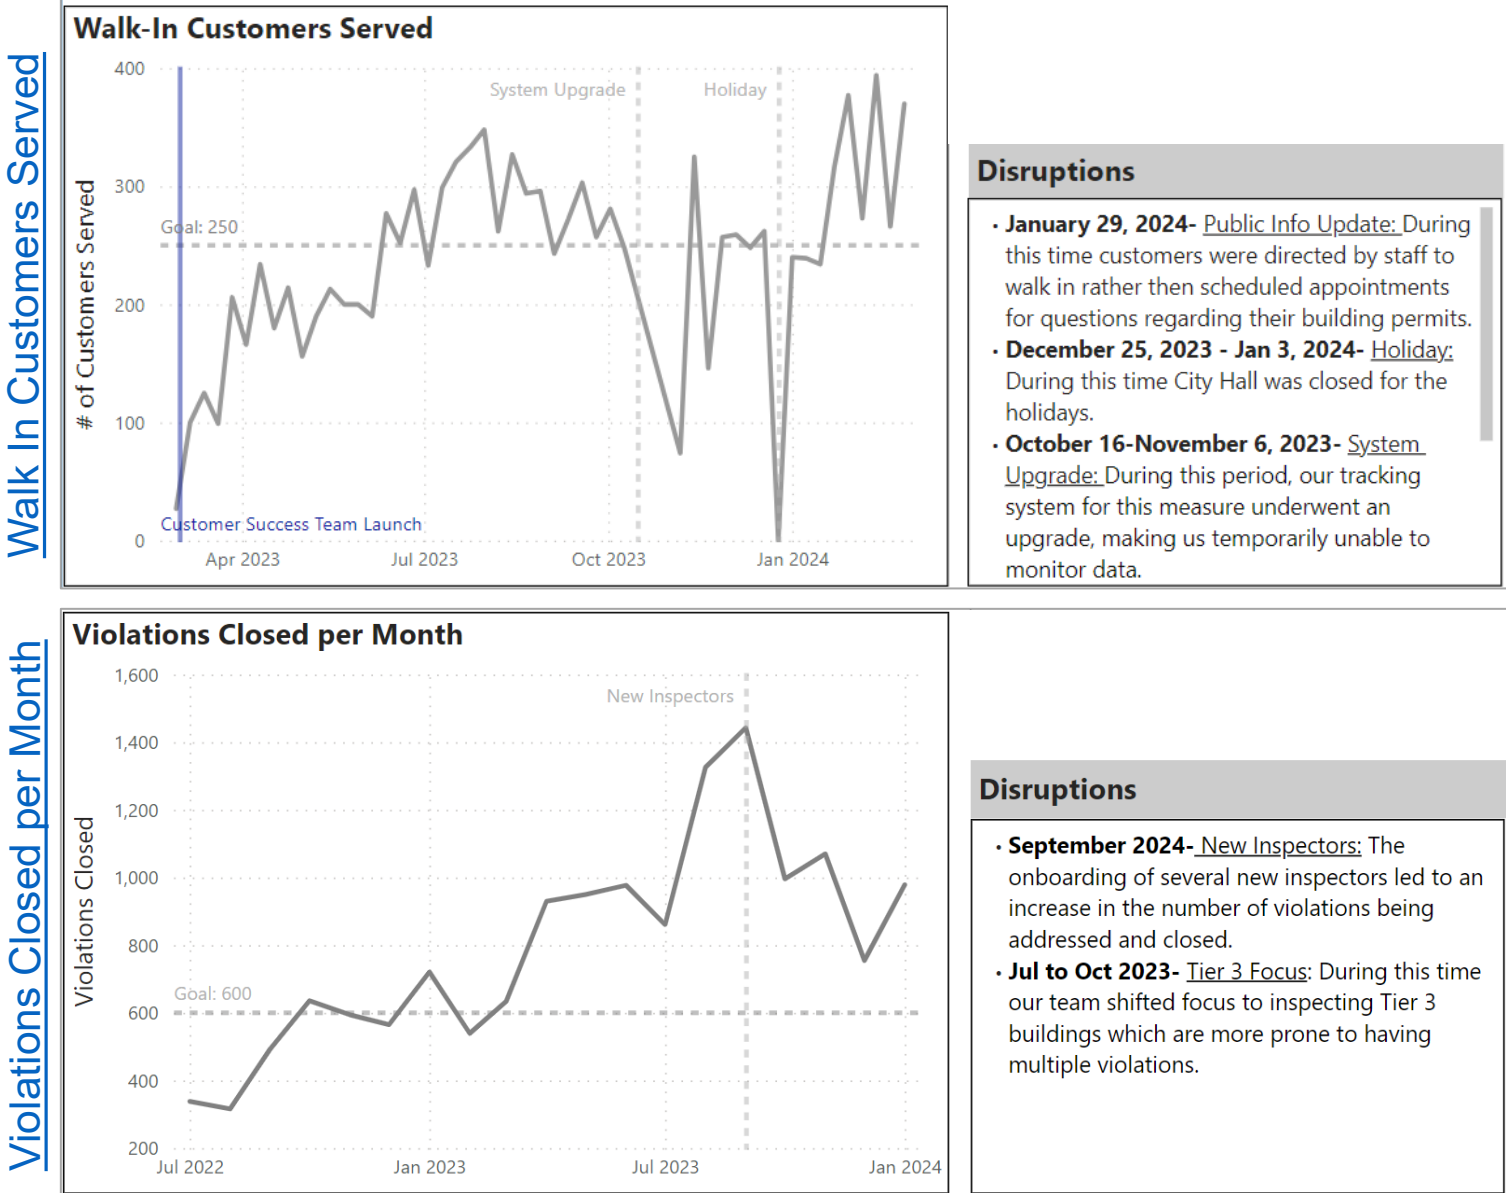 Walk In Customers Served
Walk-In Customers Served
400
300
200
100
0
# of Customers Served
System Upgrade
Holiday
Goal: 250
Customer Success Team Launch
Apr 2023
Jul 2023
Oct 2023
Jan 2024
Disruptions
• January 29, 2024- Public Info Update: During
this time customers were directed by staff to
walk in rather then scheduled appointments
for questions regarding their building permits.
• December 25, 2023 - Jan 3, 2024- Holiday:
During this time City Hall was closed for the
holidays.
• October 16-November 6, 2023- System
Upgrade: During this period, our tracking
system for this measure underwent an
upgrade, making us temporarily unable to
monitor data.
Violations Closed per Month
Violations Closed per Month
1,600
1,400
1,200
1,000
800
600
400
200
Violations Closed
New Inspectors
Goal: 600
Jul 2022
Jan 2023
Jul 2023
Jan 2024
Disruptions
• September 2024- New Inspectors: The
onboarding of several new inspectors led to an
increase in the number of violations being
addressed and closed.
• Jul to Oct 2023- Tier 3 Focus: During this time
our team shifted focus to inspecting Tier 3
buildings which are more prone to having
multiple violations.